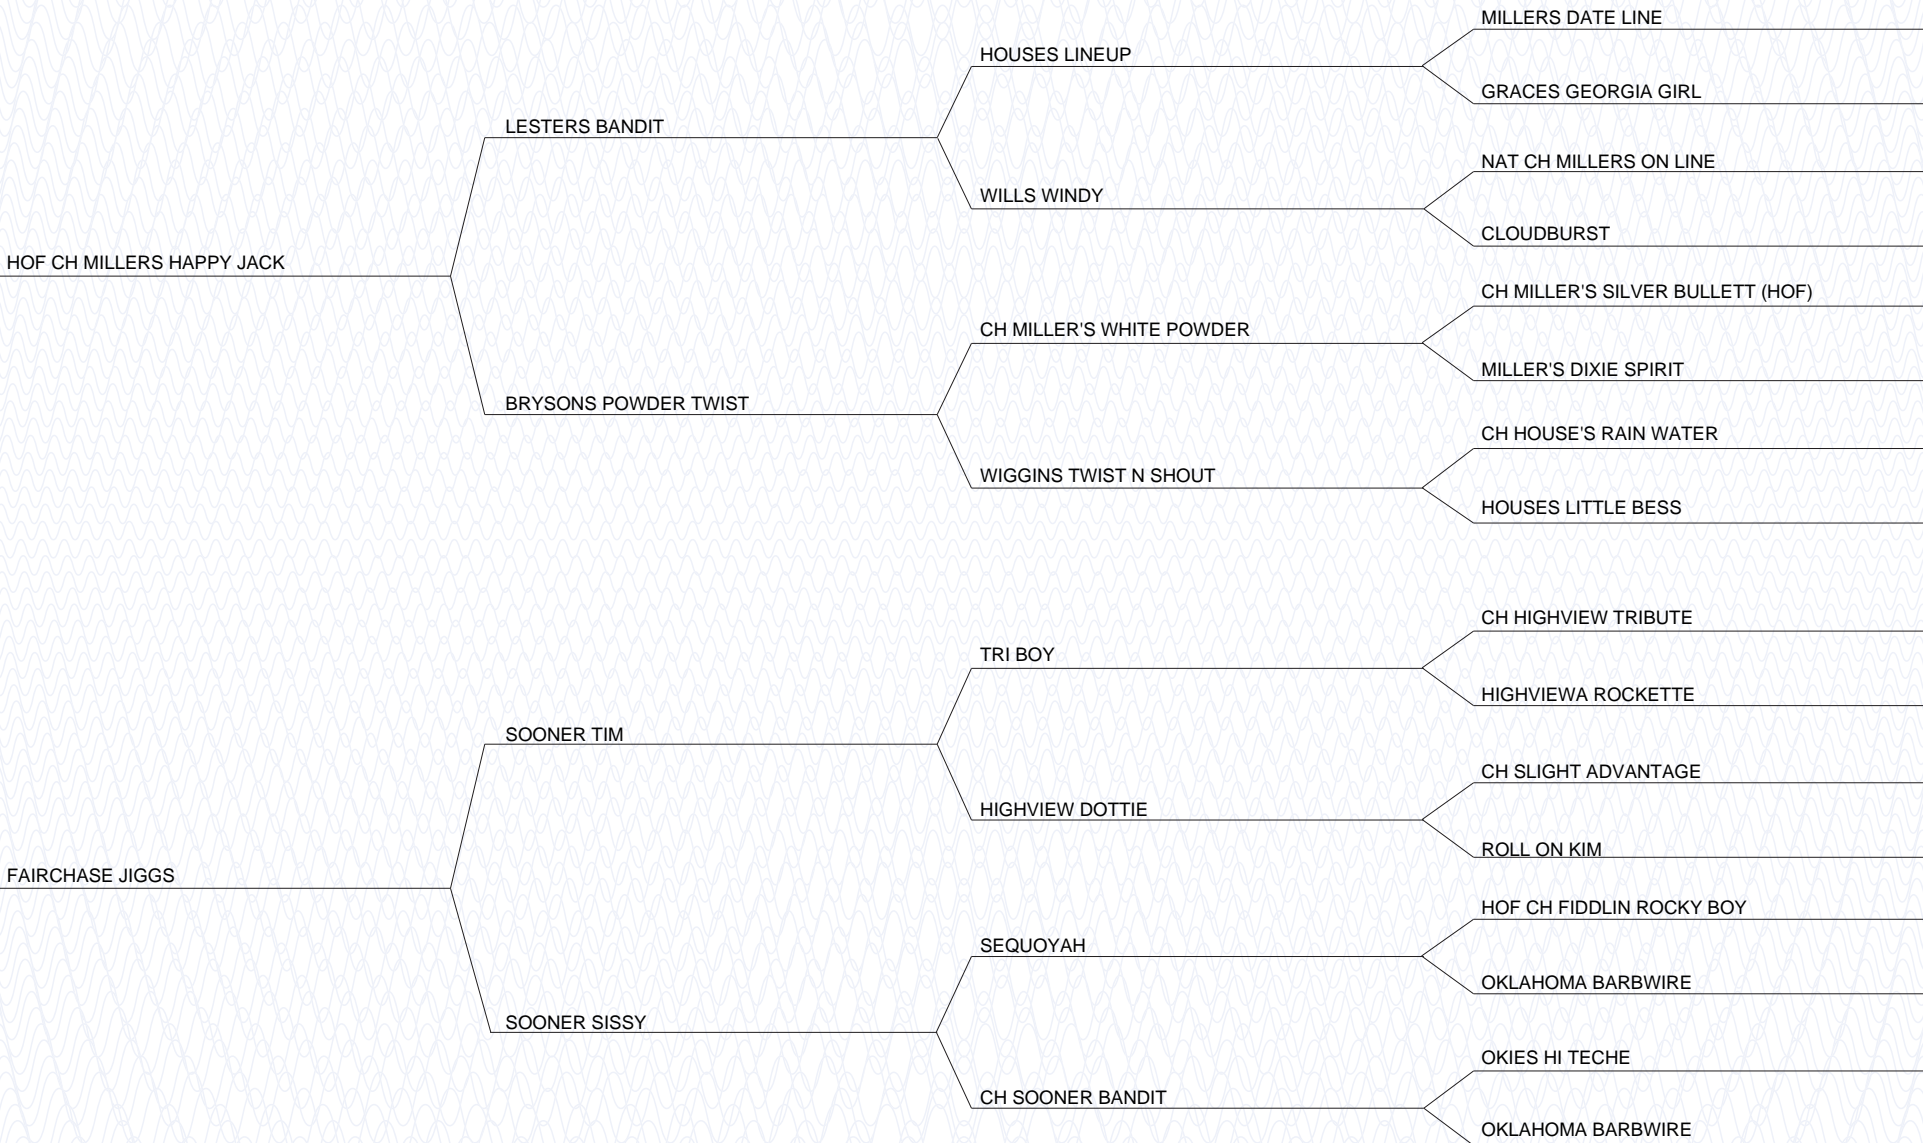 MILLERS DATE LINE
HOUSES LINEUP
GRACES GEORGIA GIRL
LESTERS BANDIT
NAT CH MILLERS ON LINE
WILLS WINDY
CLOUDBURST
HOF CH MILLERS HAPPY JACK
CH MILLER'S SILVER BULLETT (HOF)
CH MILLER'S WHITE POWDER
MILLER'S DIXIE SPIRIT
BRYSONS POWDER TWIST
CH HOUSE'S RAIN WATER
WIGGINS TWIST N SHOUT
HOUSES LITTLE BESS
CH HIGHVIEW TRIBUTE
TRI BOY
HIGHVIEWA ROCKETTE
SOONER TIM
CH SLIGHT ADVANTAGE
HIGHVIEW DOTTIE
ROLL ON KIM
FAIRCHASE JIGGS
HOF CH FIDDLIN ROCKY BOY
SEQUOYAH
OKLAHOMA BARBWIRE
SOONER SISSY
OKIES HI TECHE
CH SOONER BANDIT
OKLAHOMA BARBWIRE